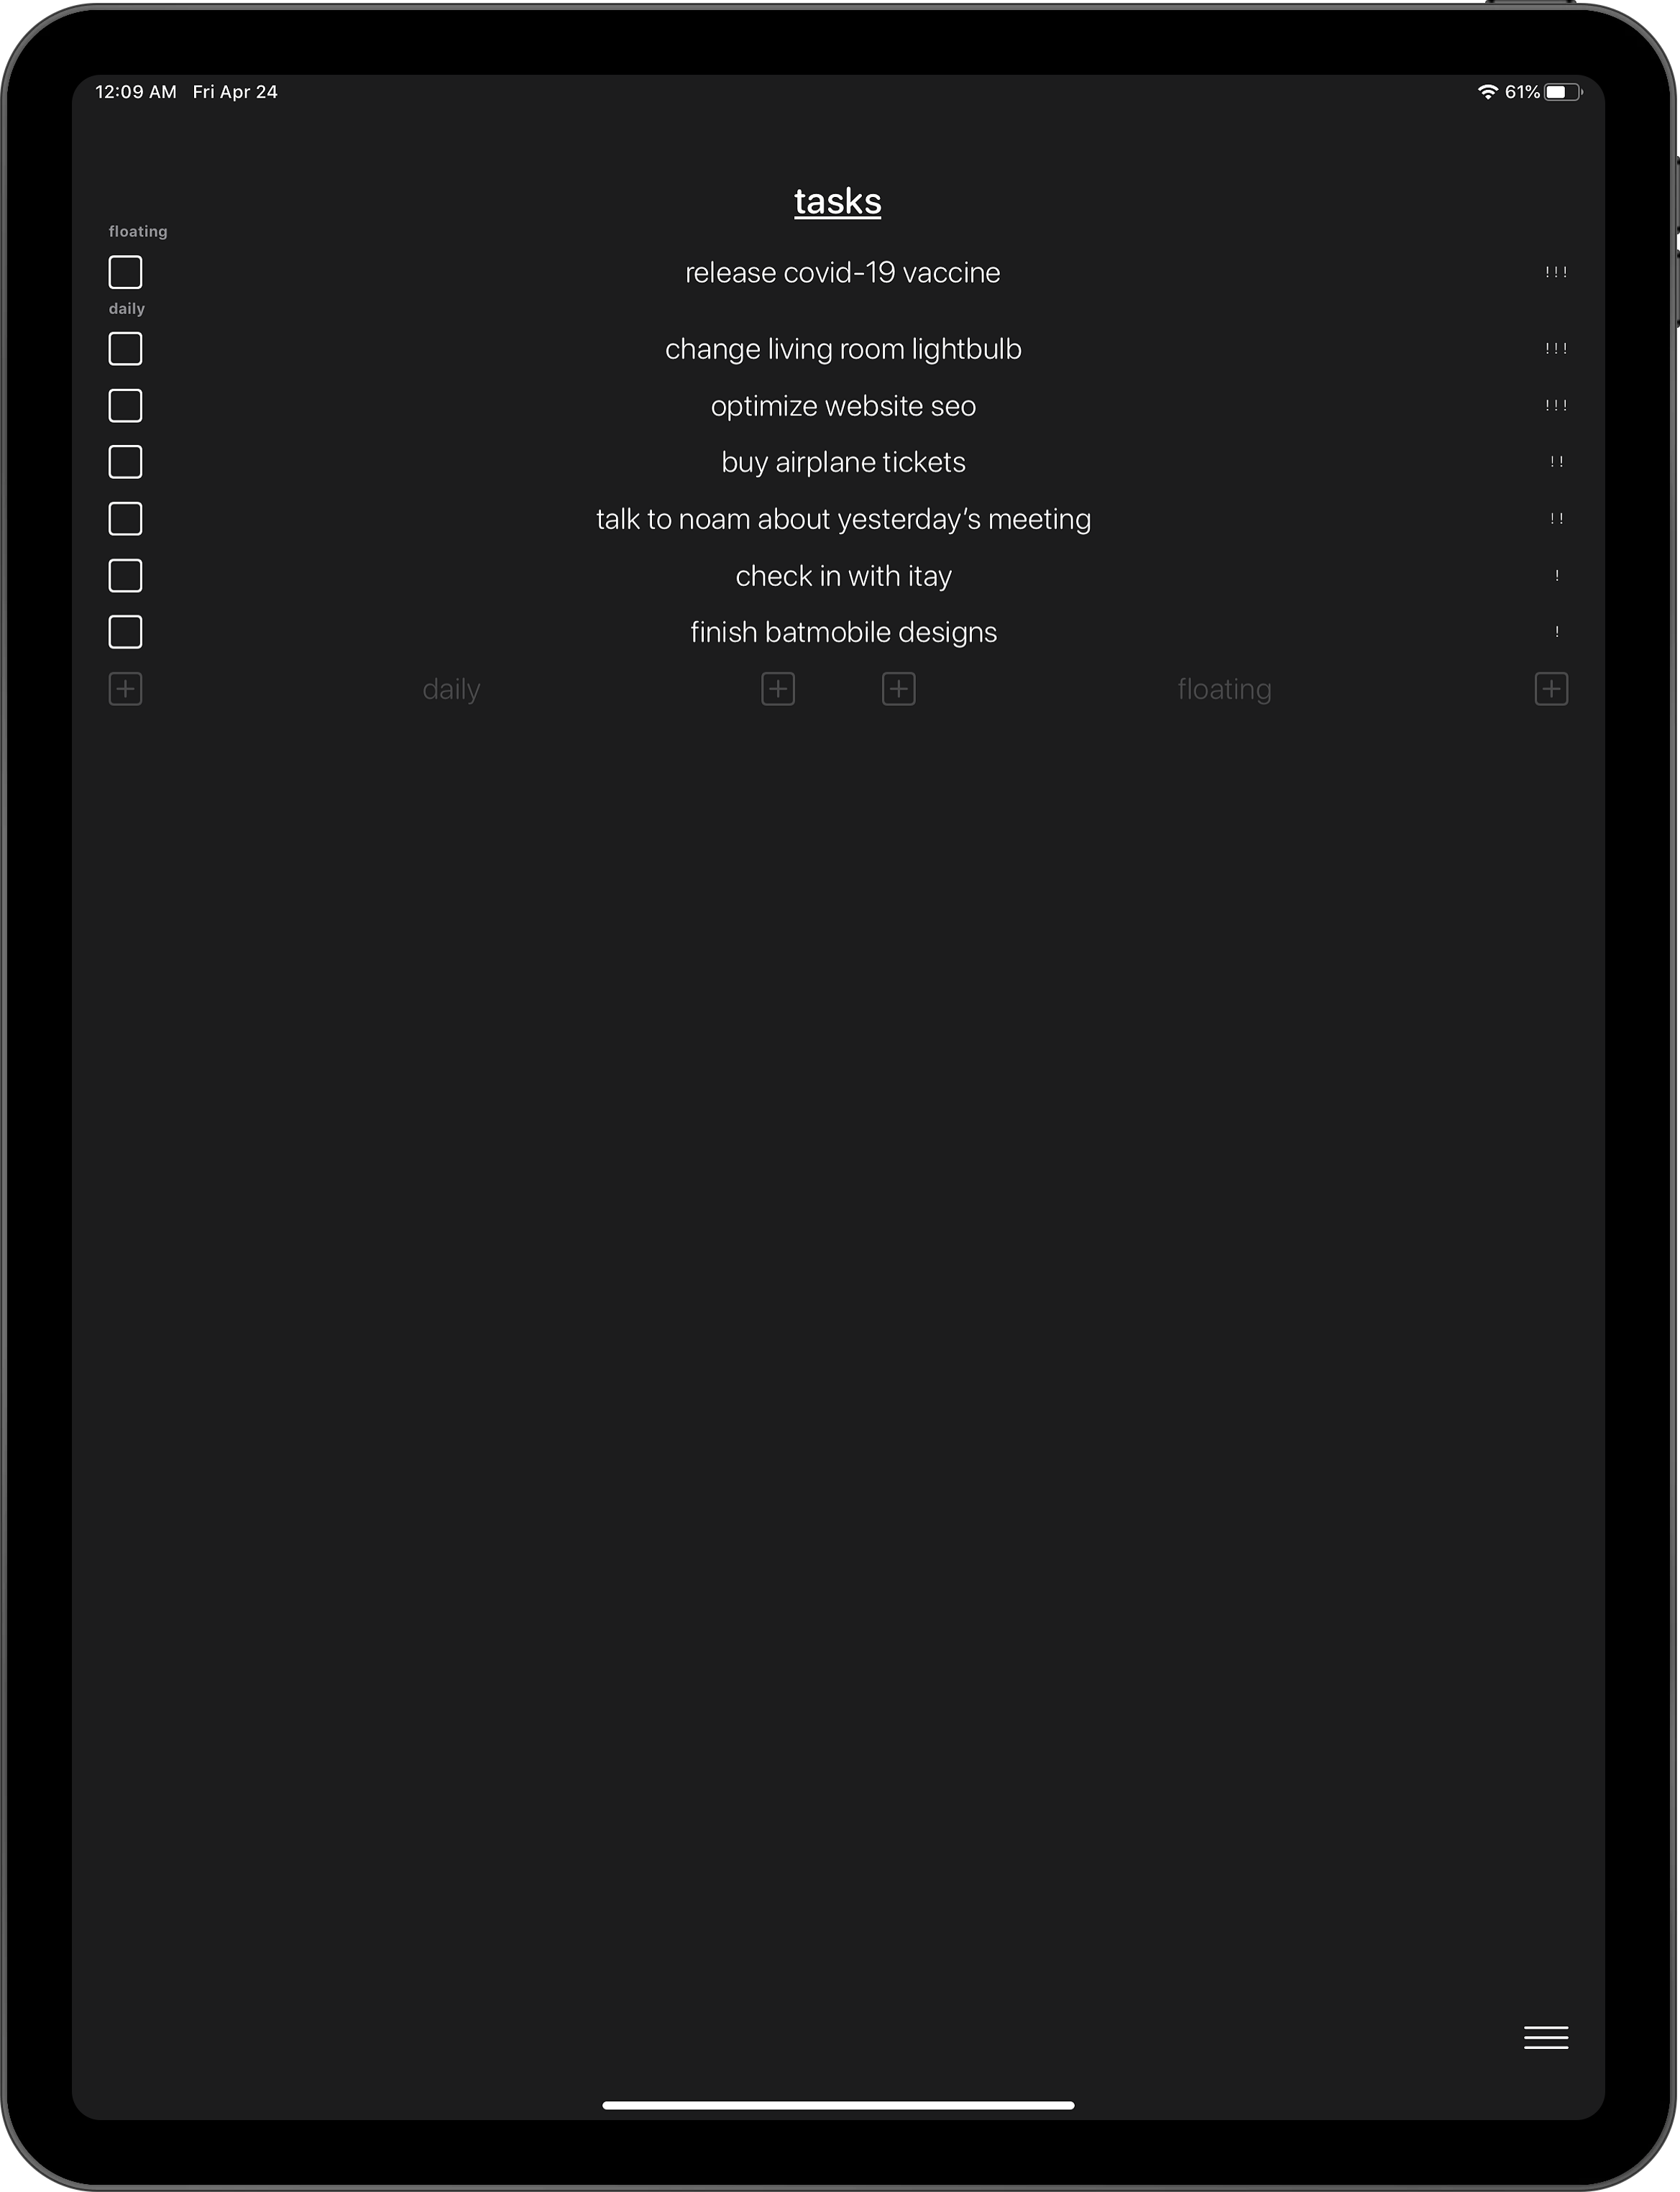 12:09 AM Fri Apr 24 61%
tasks
floating
release covid-19 vaccine !!!
daily
change living room lightbulb !!!
optimize website seo !!!
buy airplane tickets !!
talk to noam about yesterday's meeting !!
check in with itay !
finish batmobile designs !
daily floating